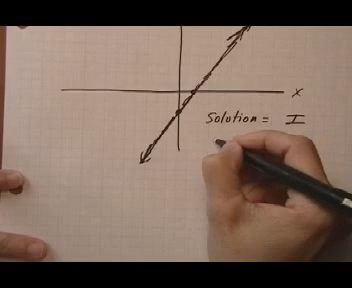 x
Solution = I